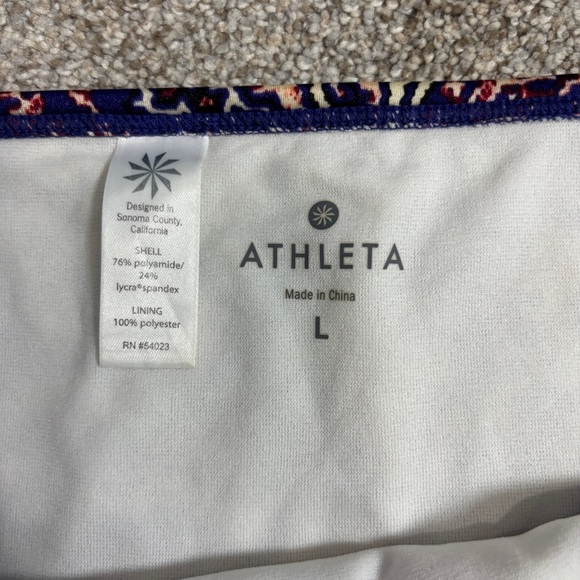 Designed in
Sonoma County,
California
SHELL
76% polyamide/
24%
lycra®spandex
LINING
100% polyester
RN #54023
ATHLETA
Made in China
L